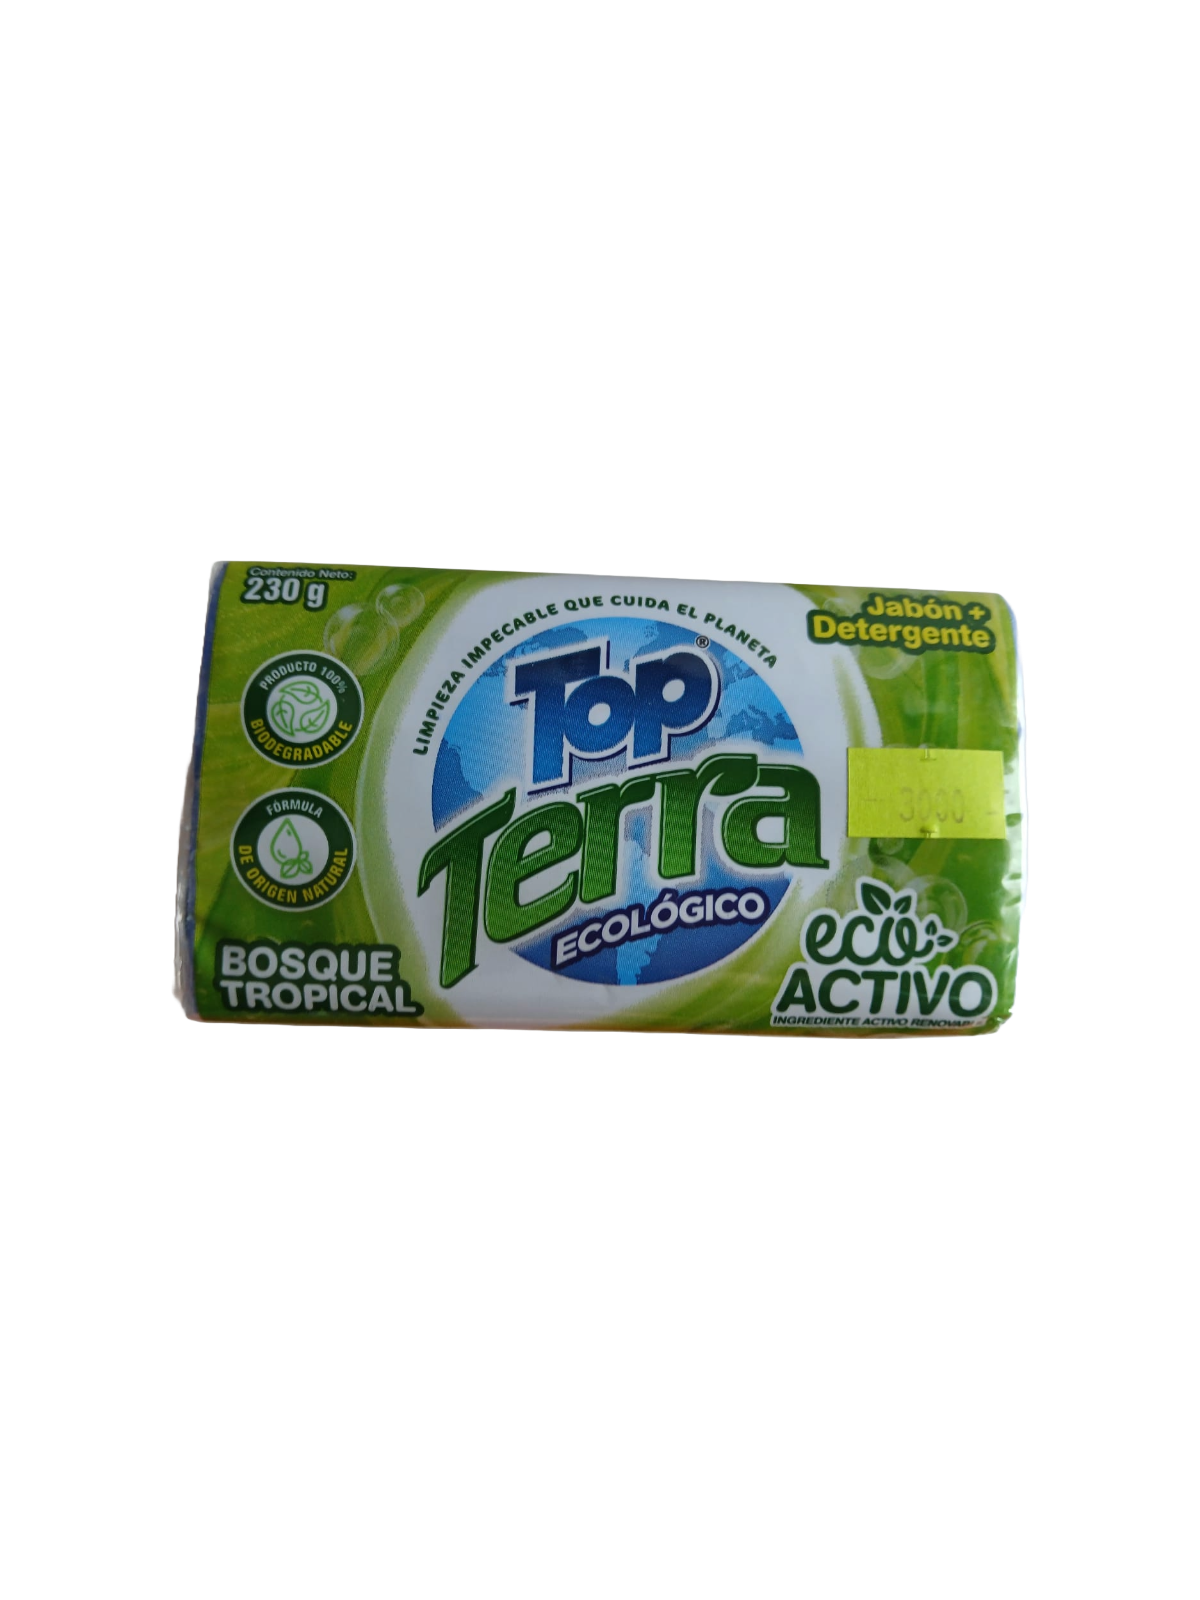 Contenido Neto:
230 g
PRODUCTO 100%
BIODEGRADABLE
FÓRMULA
DE ORIGEN NATURAL
BOSQUE
TROPICAL
LIMPIEZA IMPECABLE QUE CUIDA EL PLANETA
Top®
Terra
ECOLÓGICO
Jabón +
Detergente
3000
eco
ACTIVO
INGREDIENTE ACTIVO RENOVABLE